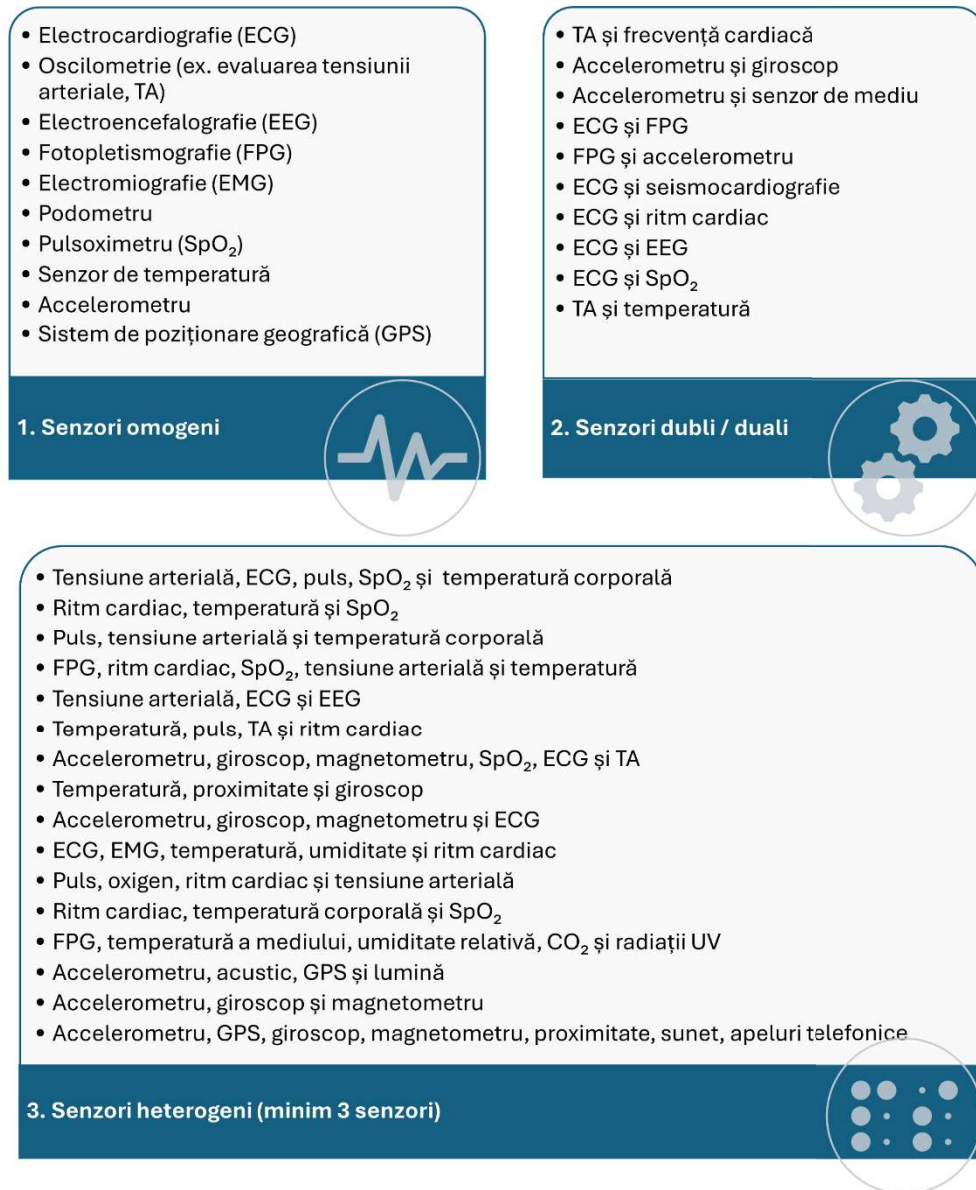 • Electrocardiografie (ECG)
• Oscilometrie (ex. evaluarea tensiunii
arteriale, TA)
• Electroencefalografie (EEG)
• Fotopletismografie (FPG)
• Electromiografie (EMG)
• Podometru
• Pulsoximetru (SpO₂)
• Senzor de temperatură
• Accelerometru
• Sistem de poziționare geografică (GPS)
1. Senzori omogeni
• TA și frecvență cardiacă
• Accelerometru și giroscop
• Accelerometru și senzor de mediu
• ECG și FPG
• FPG și accelerometru
• ECG și seismocardiografie
• ECG și ritm cardiac
• ECG și EEG
• ECG și SpO₂
• TA și temperatură
2. Senzori dubli / duali
• Tensiune arterială, ECG, puls, SpO₂ și temperatură corporală
• Ritm cardiac, temperatură și SpO₂
• Puls, tensiune arterială și temperatură corporală
• FPG, ritm cardiac, SpO₂, tensiune arterială și temperatură
• Tensiune arterială, ECG și EEG
• Temperatură, puls, TA și ritm cardiac
• Accelerometru, giroscop, magnetometru, SpO₂, ECG și TA
• Temperatură, proximitate și giroscop
• Accelerometru, giroscop, magnetometru și ECG
• ECG, EMG, temperatură, umiditate și ritm cardiac
• Puls, oxigen, ritm cardiac și tensiune arterială
• Ritm cardiac, temperatură corporală și SpO₂
• FPG, temperatură a mediului, umiditate relativă, CO₂ și radiații UV
• Accelerometru, acustic, GPS și lumină
• Accelerometru, giroscop și magnetometru
• Accelerometru, GPS, giroscop, magnetometru, proximitate, sunet, apeluri telefonice
3. Senzori heterogeni (minim 3 senzori)